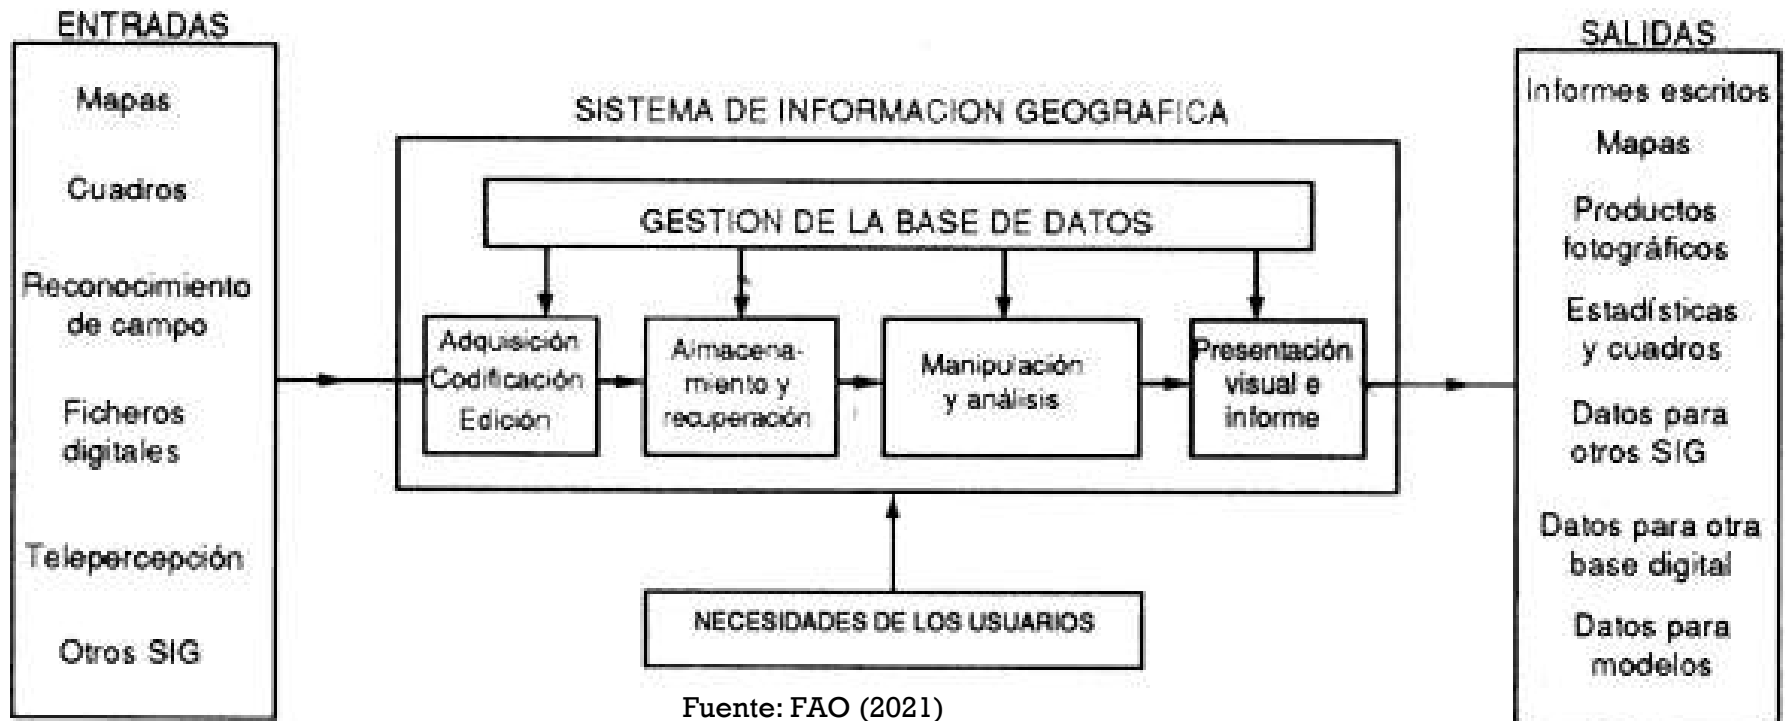 ENTRADAS
Mapas
Cuadros
Reconocimiento
de campo
Ficheros
digitales
Telepercepción
Otros SIG
SISTEMA DE INFORMACION GEOGRAFICA
GESTION DE LA BASE DE DATOS
Adquisición
Codificación
Edición
Almacena-
miento y
recuperación
Manipulación
y análisis
Presentación
visual e
informe
NECESIDADES DE LOS USUARIOS
Fuente: FAO (2021)
SALIDAS
Informes escritos
Mapas
Productos
fotográficos
Estadísticas
y cuadros
Datos para
otros SIG
Datos para otra
base digital
Datos para
modelos